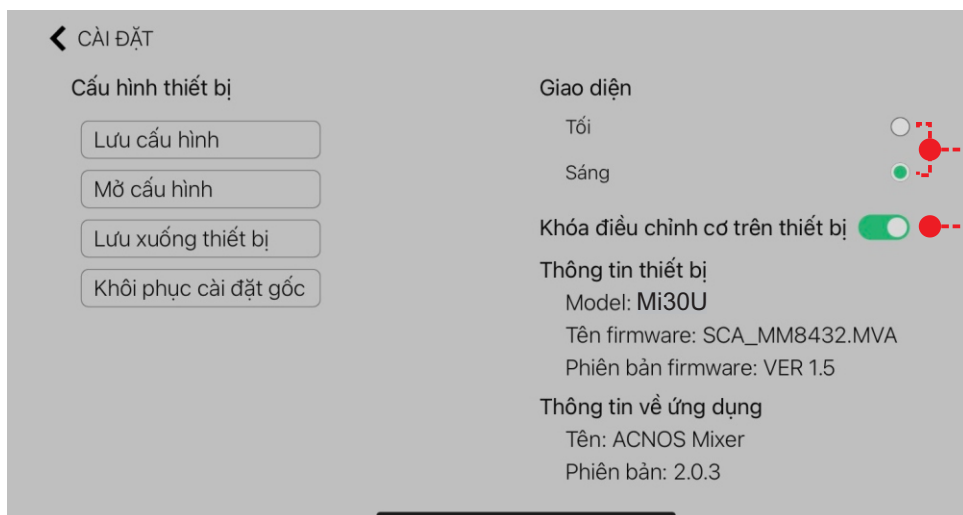 CÀI ĐẶT
Cấu hình thiết bị
Lưu cấu hình
Mở cấu hình
Lưu xuống thiết bị
Khôi phục cài đặt gốc
Giao diện
Tối
Sáng
Khóa điều chỉnh cơ trên thiết bị
Thông tin thiết bị
Model: Mi30U
Tên firmware: SCA_MM8432.MVA
Phiên bản firmware: VER 1.5
Thông tin về ứng dụng
Tên: ACNOS Mixer
Phiên bản: 2.0.3